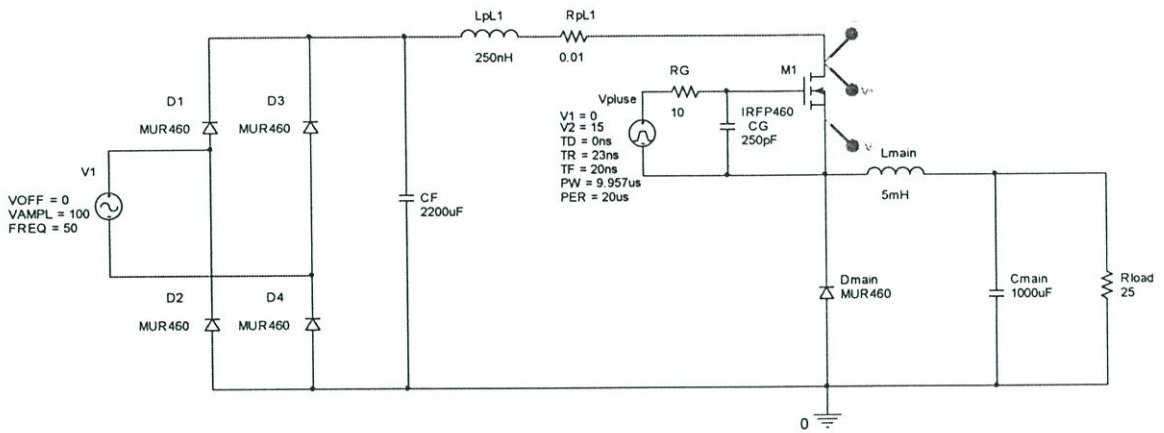 LpL1
250nH
RpL1
0.01
D1
MUR460
D3
MUR460
V1
VOFF = 0
VAMPL = 100
FREQ = 50
D2
MUR460
D4
MUR460
CF
2200uF
Vpluse
V1 = 0
V2 = 15
TD = 0ns
TR = 23ns
TF = 20ns
PW = 9.957us
PER = 20us
RG
10
M1
IRFP460
CG
250pF
Lmain
5mH
Dmain
MUR460
Cmain
1000uF
Rload
25
0